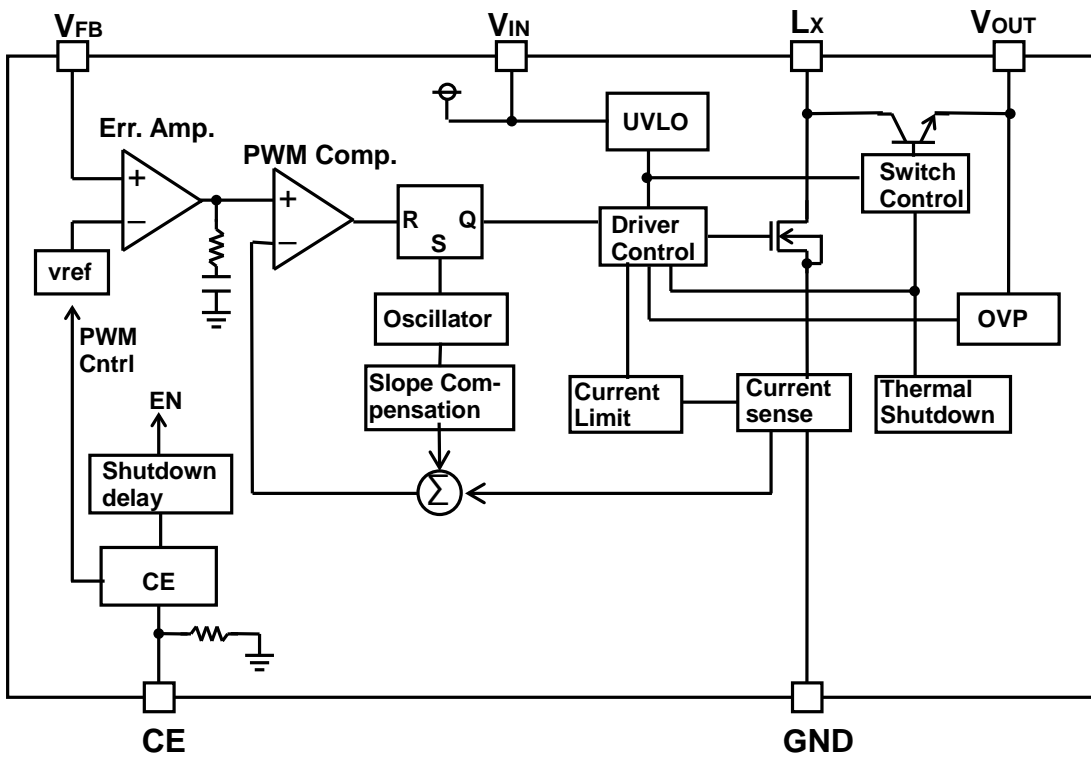 VFB
VIN
LX
VOUT
Err. Amp.
UVLO
PWM Comp.
Switch
Control
+
+
R
Q
S
Driver
Control
−
−
vref
Oscillator
OVP
PWM
Cntrl
Slope Com-
pensation
Current
Limit
Current
sense
Thermal
Shutdown
EN
Shutdown
delay
Σ
CE
CE
GND